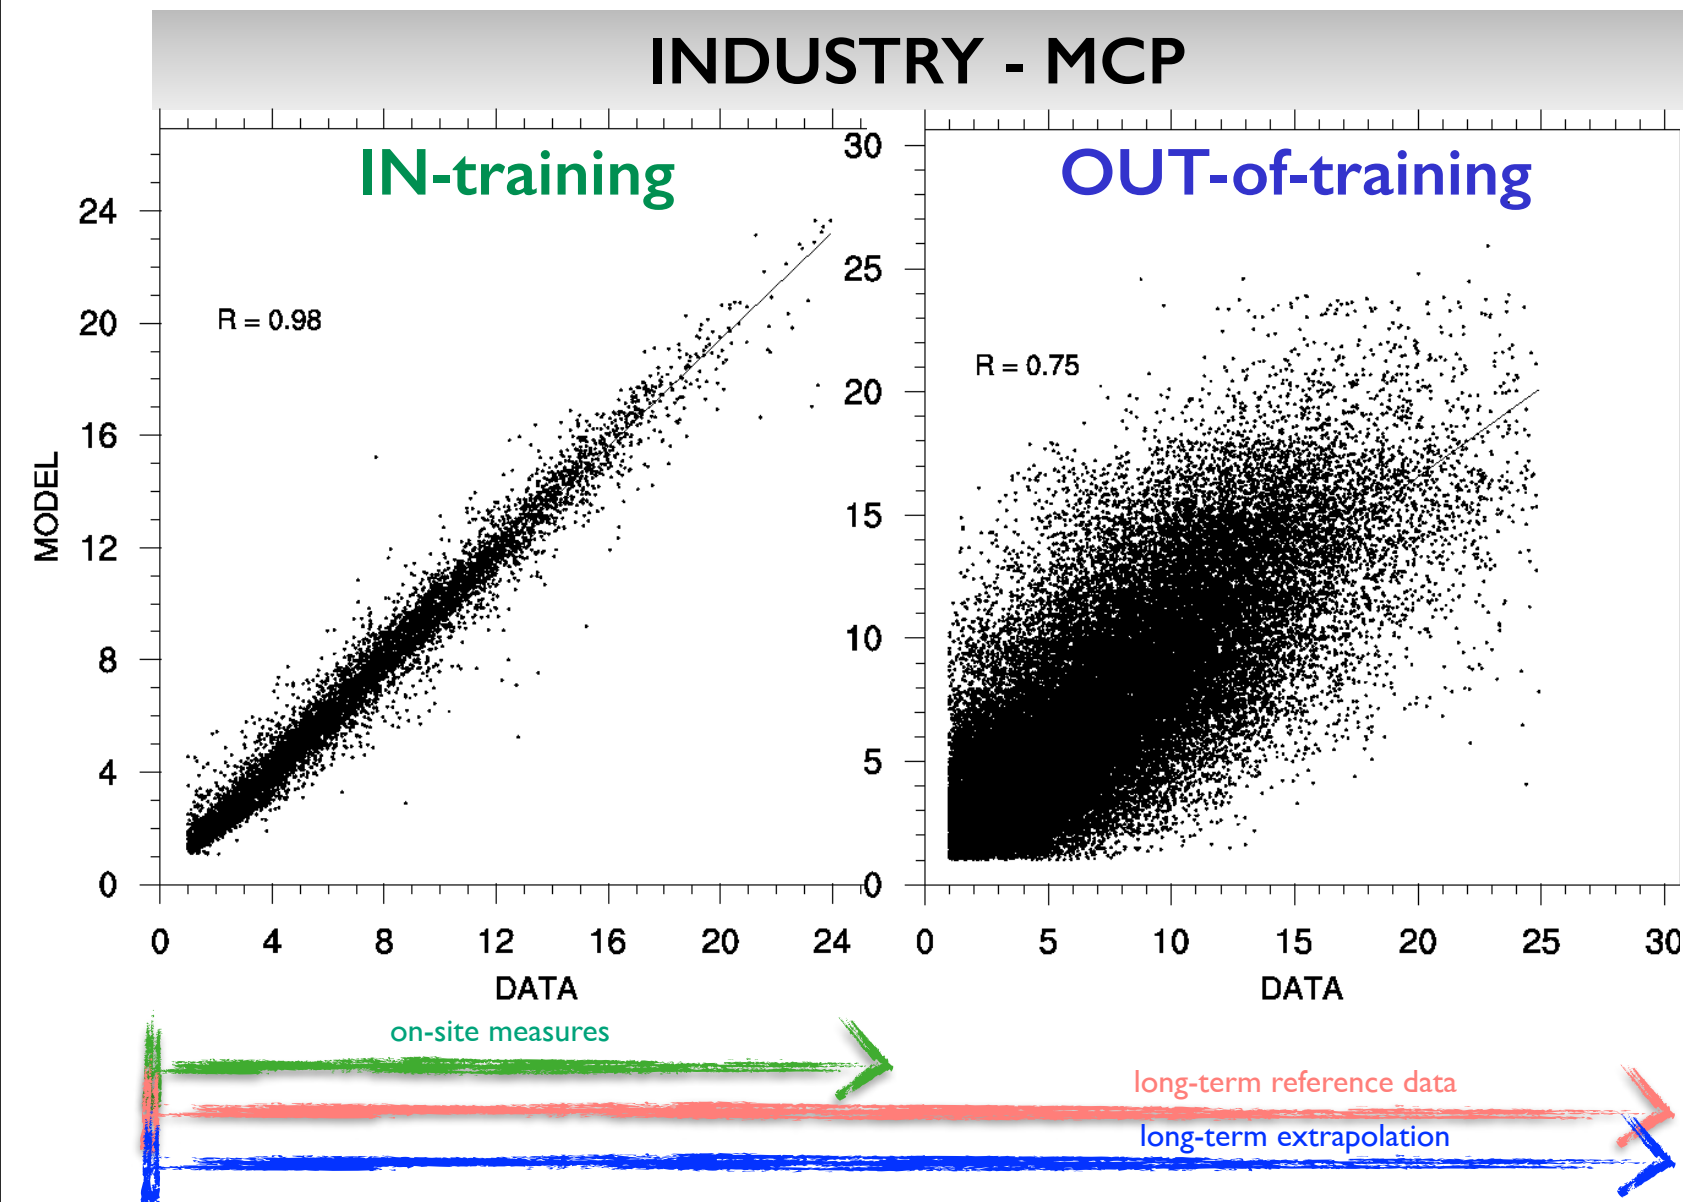 INDUSTRY - MCP
IN-training
R = 0.98
MODEL
24
20
16
12
8
4
0
0 4 8 12 16 20 24
DATA
OUT-of-training
R = 0.75
30
25
20
15
10
5
0
0 5 10 15 20 25 30
DATA
on-site measures
long-term reference data
long-term extrapolation